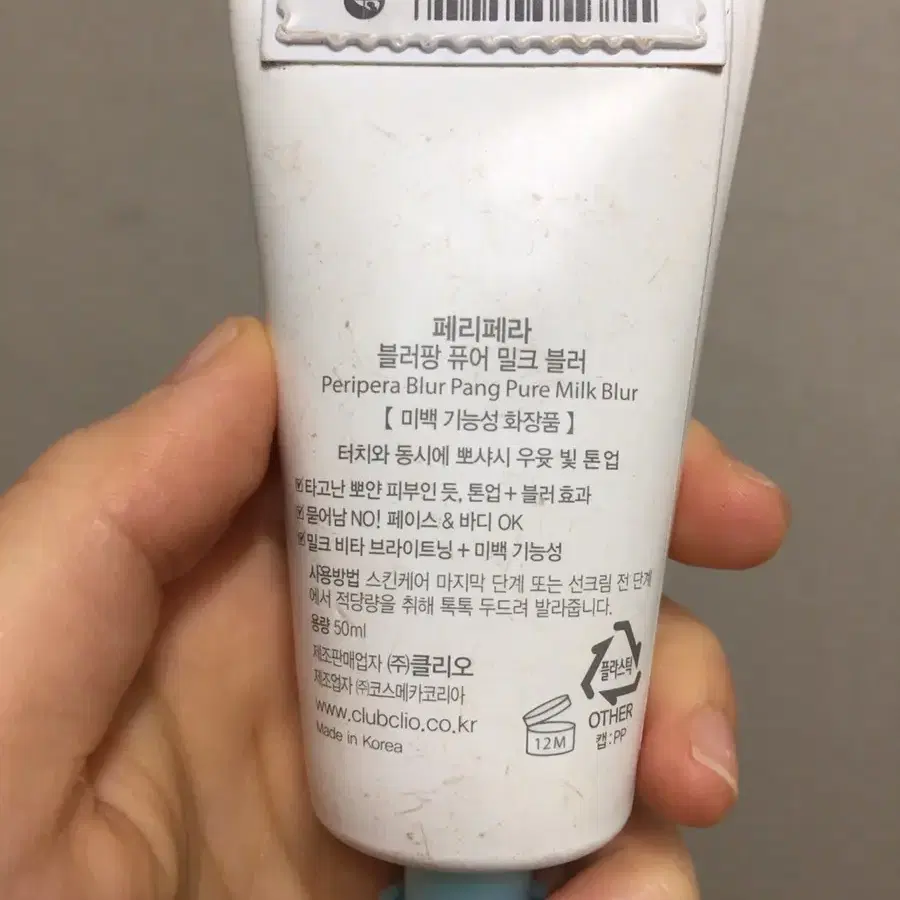 페리페라
블러팡 퓨어 밀크 블러
Peripera Blur Pang Pure Milk Blur
【 미백 기능성 화장품 】
터치와 동시에 뽀샤시 우윳 빛 톤업
타고난 뽀얀 피부인 듯, 톤업 + 블러 효과
묻어남 NO! 페이스 & 바디 OK
밀크 비타 브라이트닝 + 미백 기능성
사용방법 스킨케어 마지막 단계 또는 선크림 전 단계
에서 적당량을 취해 톡톡 두드려 발라줍니다.
용량 50ml
제조판매업자 (주)클리오
제조업자 (주)코스메카코리아
www.clubclio.co.kr
Made in Korea
12M
플라스틱
OTHER
캡 : PP